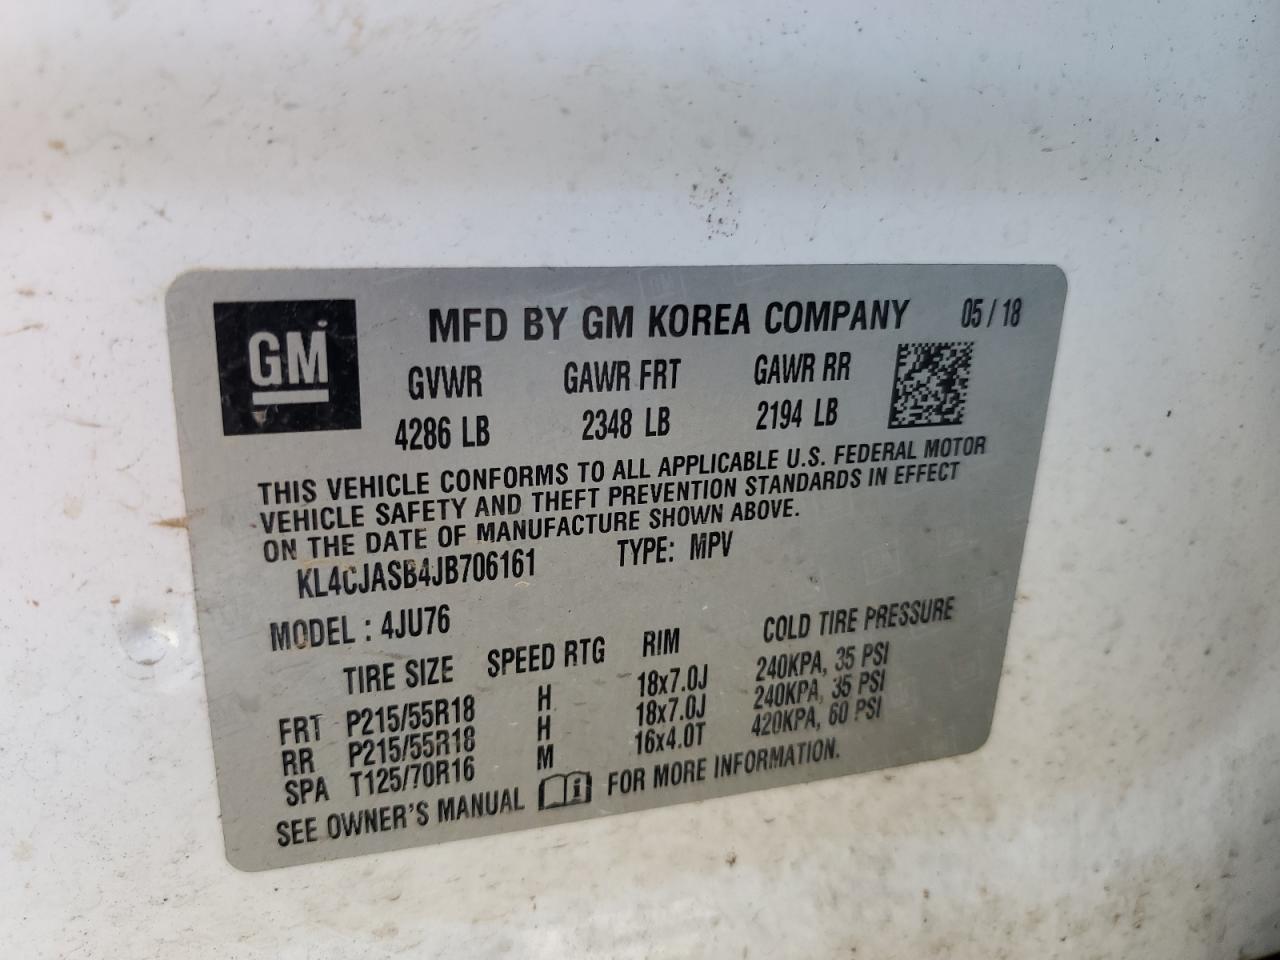 GM
MFD BY GM KOREA COMPANY 05/18
GVWR GAWR FRT GAWR RR
4286 LB 2348 LB 2194 LB
THIS VEHICLE CONFORMS TO ALL APPLICABLE U.S. FEDERAL MOTOR
VEHICLE SAFETY AND THEFT PREVENTION STANDARDS IN EFFECT
ON THE DATE OF MANUFACTURE SHOWN ABOVE.
KL4CJASB4JB706161 TYPE: MPV
MODEL : 4JU76
TIRE SIZE SPEED RTG RIM COLD TIRE PRESSURE
FRT P215/55R18 H 18x7.0J 240KPA, 35 PSI
RR P215/55R18 H 18x7.0J 240KPA, 35 PSI
SPA T125/70R16 M 16x4.0T 420KPA, 60 PSI
SEE OWNER'S MANUAL FOR MORE INFORMATION.